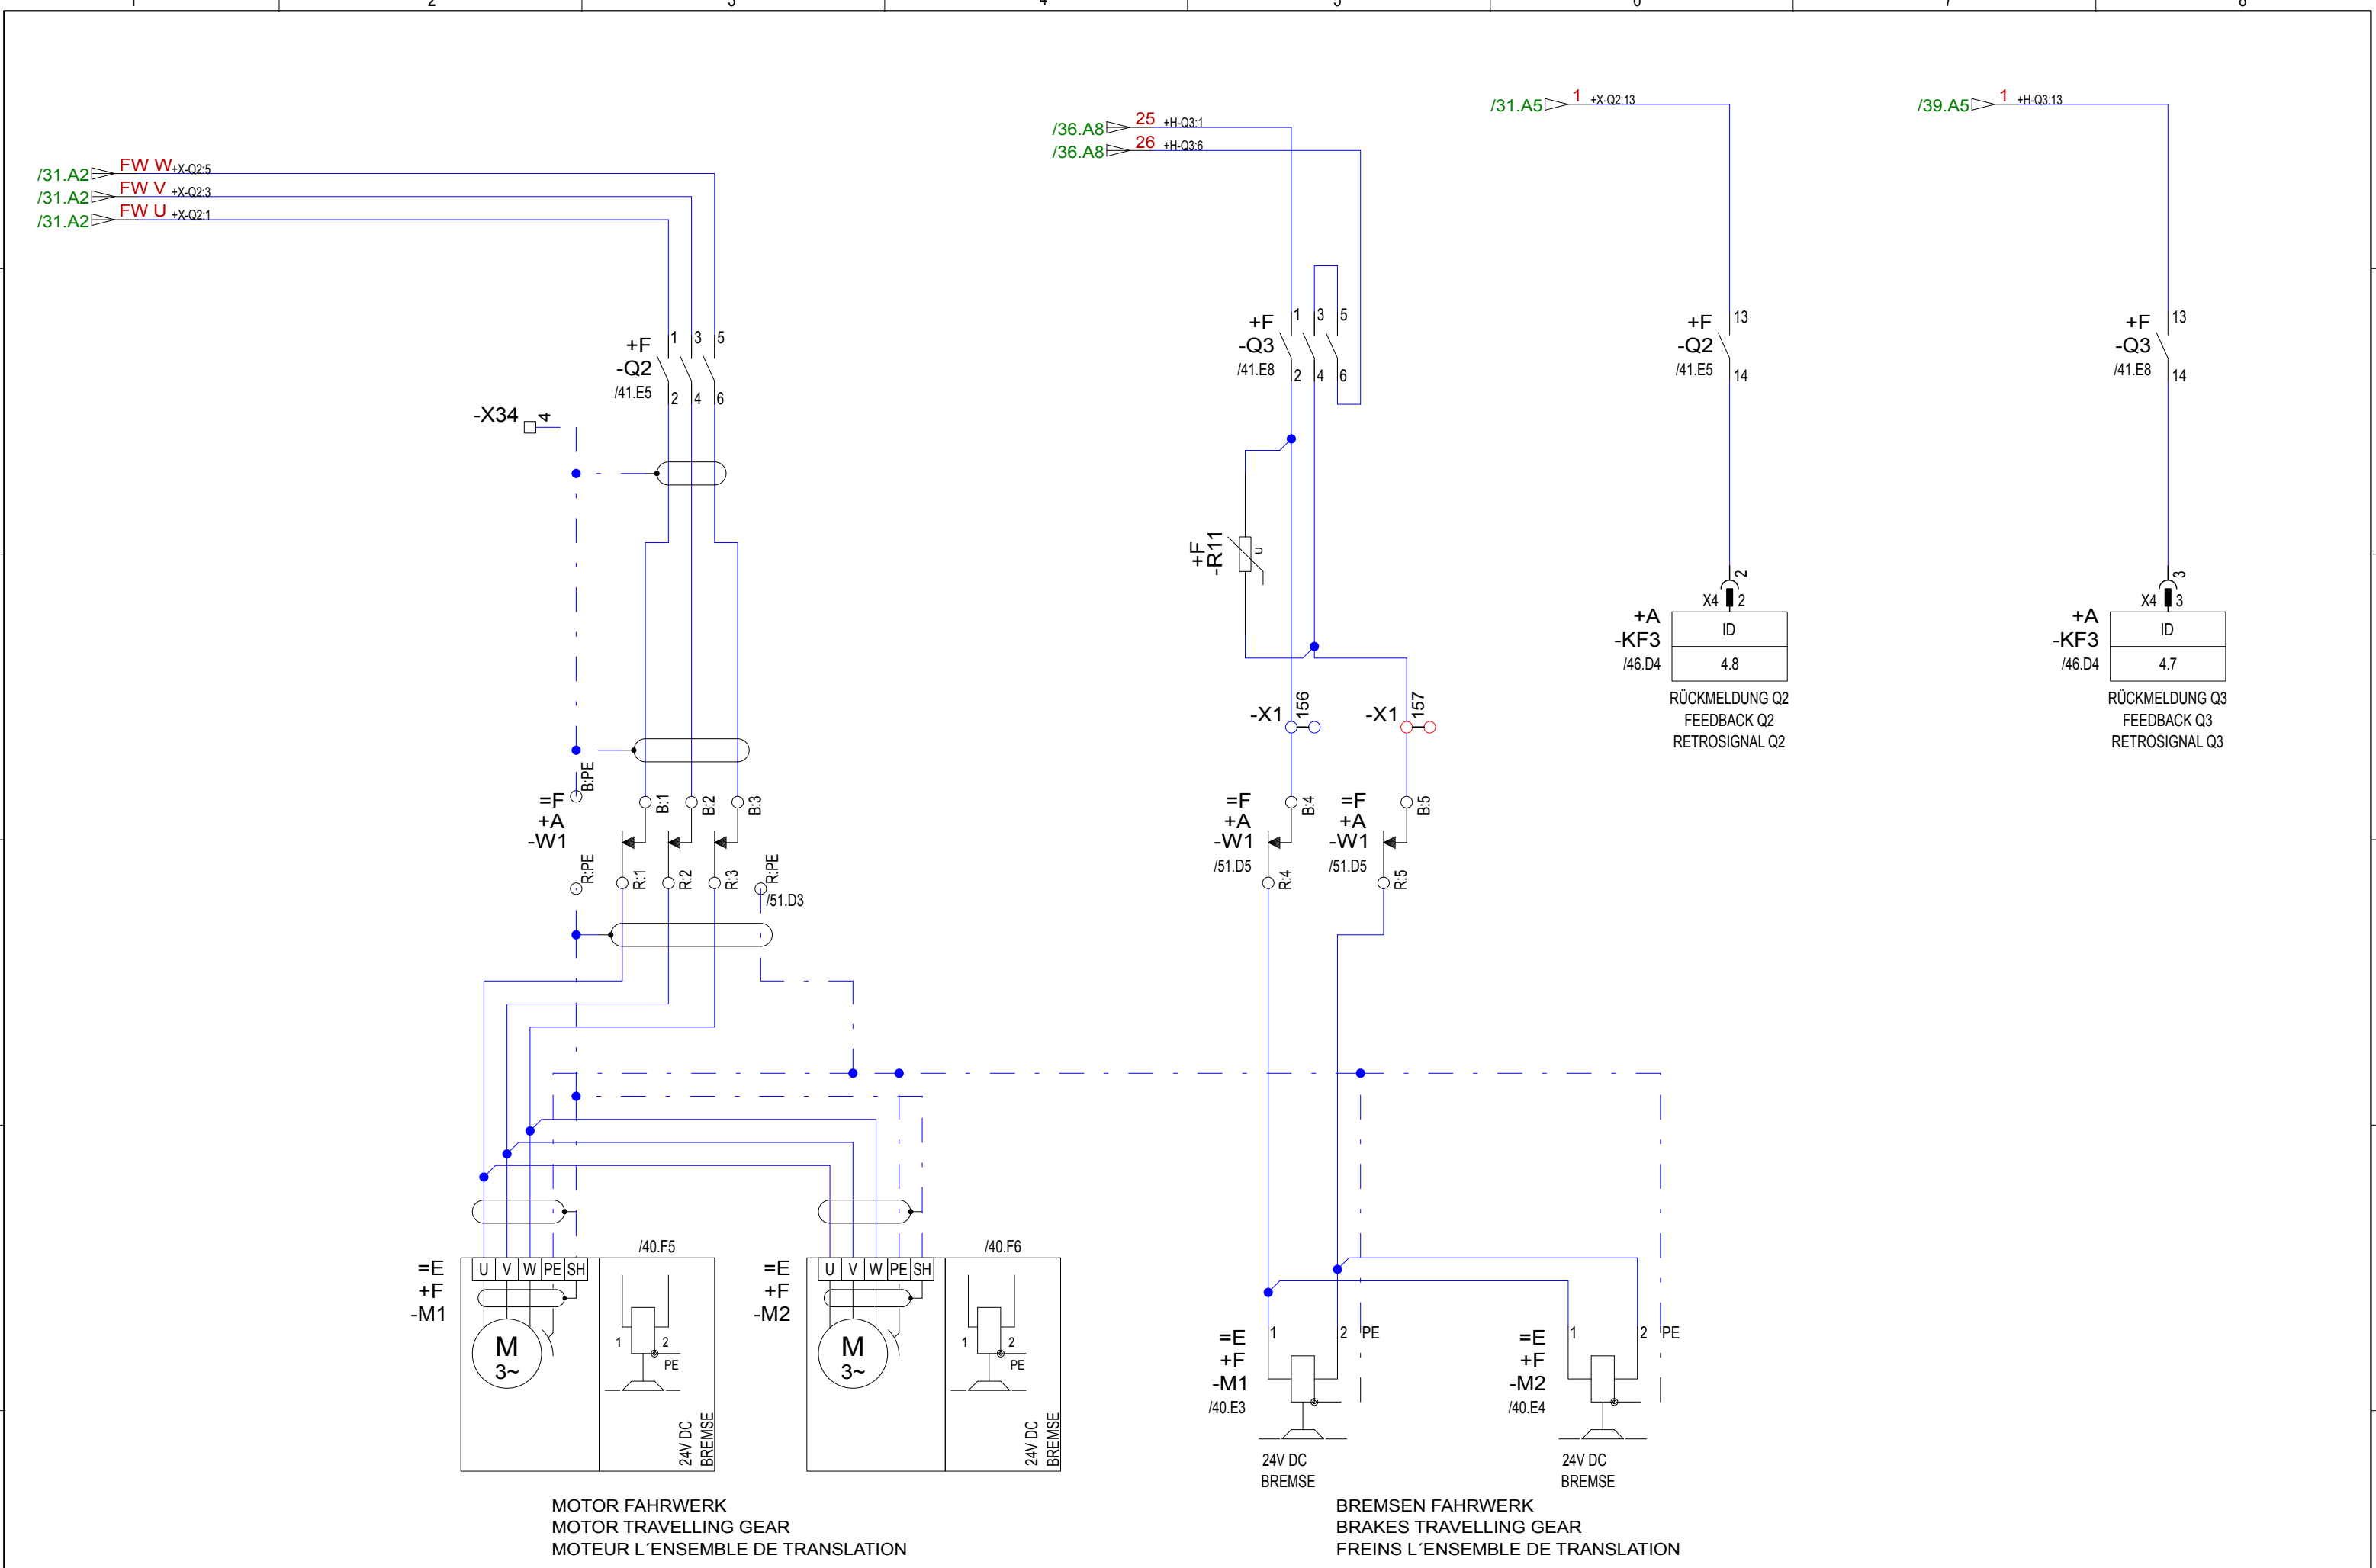 1 2 3 4 5 6 7 8
/31.A2 FW W +X-Q2:5
/31.A2 FW V +X-Q2:3
/31.A2 FW U +X-Q2:1
/36.A8 25 +H-Q3:1
/36.A8 26 +H-Q3:6
/31.A5 1 +X-Q2:13
/39.A5 1 +H-Q3:13
+F
-Q2
/41.E5
1 3 5
2 4 6
-X34 4
+F
-Q3
/41.E8
1 3 5
2 4 6
+F
-Q2
/41.E5
13
14
+F
-Q3
/41.E8
13
14
+F
-R11
U
2
X4 2
+A
-KF3
/46.D4
ID
4.8
RÜCKMELDUNG Q2
FEEDBACK Q2
RETROSIGNAL Q2
3
X4 3
+A
-KF3
/46.D4
ID
4.7
RÜCKMELDUNG Q3
FEEDBACK Q3
RETROSIGNAL Q3
-X1 156
-X1 157
=F
+A
-W1
B:PE
B:1
B:2
B:3
R:PE
R:1
R:2
R:3
R:PE
/51.D3
=F
+A
-W1
/51.D5
B:4
R:4
=F
+A
-W1
/51.D5
B:5
R:5
=E
+F
-M1
U V W PE SH
M
3~
/40.F5
1 2
PE
24V DC
BREMSE
=E
+F
-M2
U V W PE SH
M
3~
/40.F6
1 2
PE
24V DC
BREMSE
=E
+F
-M1
/40.E3
1 2 PE
24V DC
BREMSE
=E
+F
-M2
/40.E4
1 2 PE
24V DC
BREMSE
MOTOR FAHRWERK
MOTOR TRAVELLING GEAR
MOTEUR L´ENSEMBLE DE TRANSLATION
BREMSEN FAHRWERK
BRAKES TRAVELLING GEAR
FREINS L´ENSEMBLE DE TRANSLATION